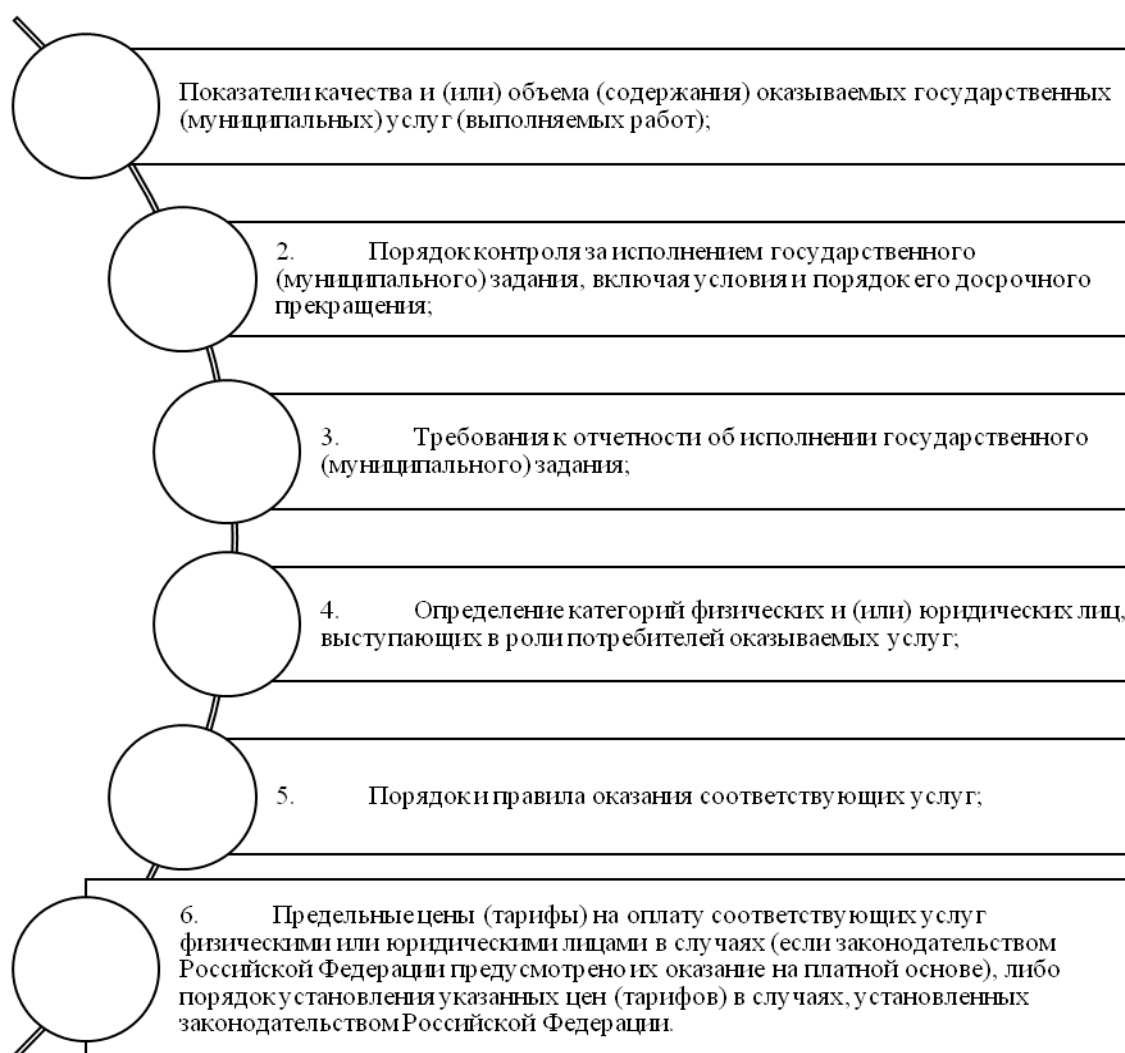 Показатели качества и (или) объема (содержания) оказываемых государственных
(муниципальных) услуг (выполняемых работ);
2. Порядок контроля за исполнением государственного
(муниципального) задания, включая условия и порядок его досрочного
прекращения;
3. Требования к отчетности об исполнении государственного
(муниципального) задания;
4. Определение категорий физических и (или) юридических лиц,
выступающих в роли потребителей оказываемых услуг;
5. Порядок и правила оказания соответствующих услуг;
6. Предельные цены (тарифы) на оплату соответствующих услуг
физическими или юридическими лицами в случаях (если законодательством
Российской Федерации предусмотрено их оказание на платной основе), либо
порядок установления указанных цен (тарифов) в случаях, установленных
законодательством Российской Федерации.